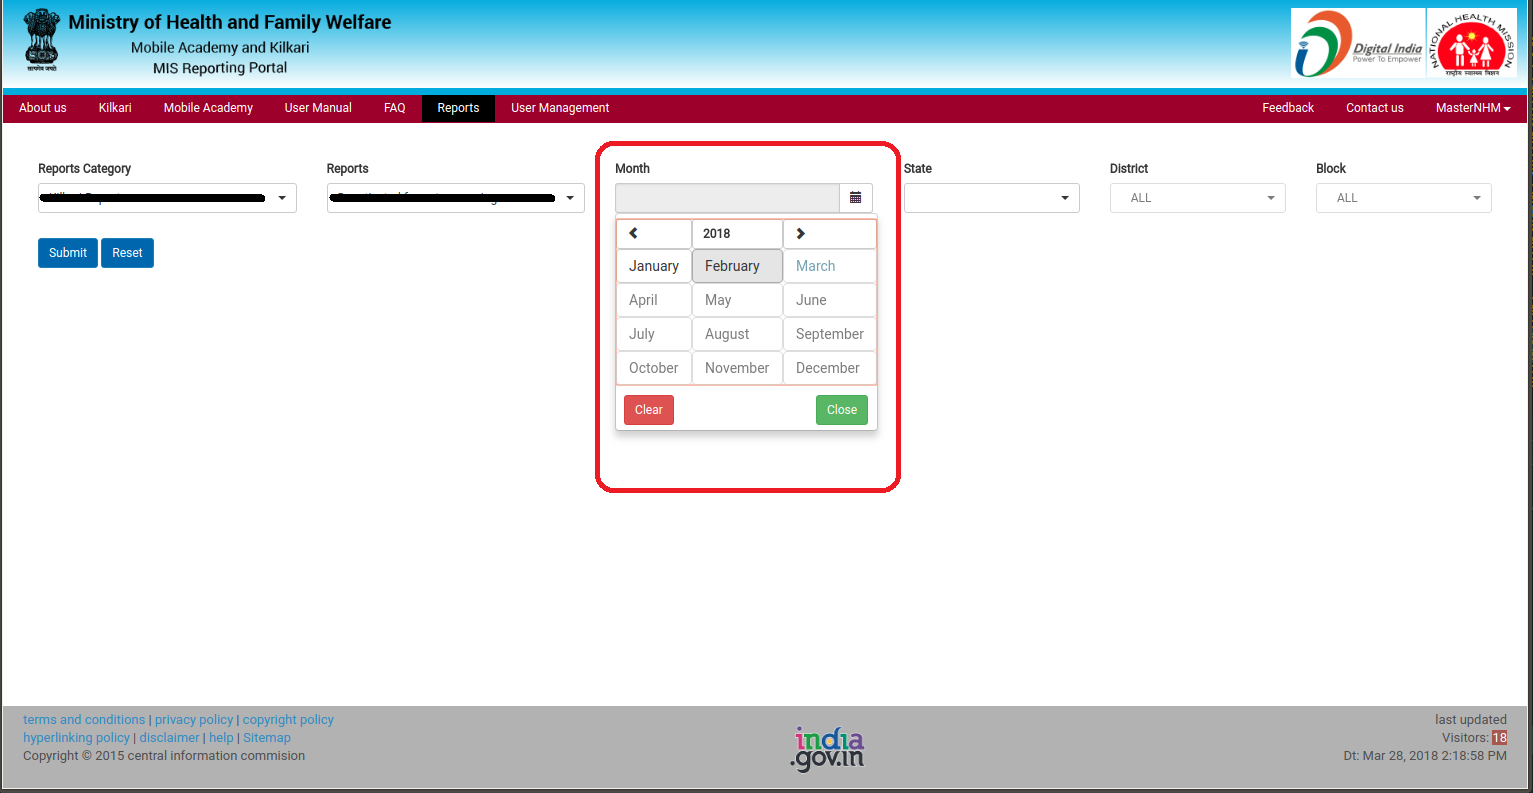 Ministry of Health and Family Welfare
Mobile Academy and Kilkari
MIS Reporting Portal
सत्यमेव जयते
Digital India
Power To Empower
NATIONAL HEALTH MISSION
राष्ट्रीय स्वास्थ्य मिशन
About us Kilkari Mobile Academy User Manual FAQ Reports User Management Feedback Contact us MasterNHM
Reports Category Reports Month State District Block
ALL ALL
Submit Reset
2018
January February March
April May June
July August September
October November December
Clear Close
terms and conditions | privacy policy | copyright policy
hyperlinking policy | disclaimer | help | Sitemap
Copyright © 2015 central information commision
india
.gov.in
last updated
Visitors: 18
Dt: Mar 28, 2018 2:18:58 PM